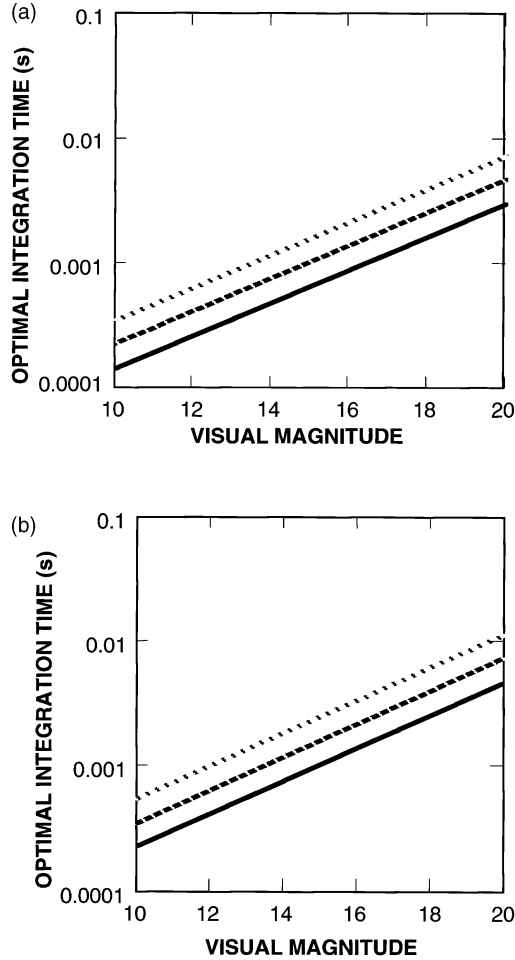 (a)
0.1
0.01
0.001
0.0001
OPTIMAL INTEGRATION TIME (s)
10 12 14 16 18 20
VISUAL MAGNITUDE
(b)
0.1
0.01
0.001
0.0001
OPTIMAL INTEGRATION TIME (s)
10 12 14 16 18 20
VISUAL MAGNITUDE